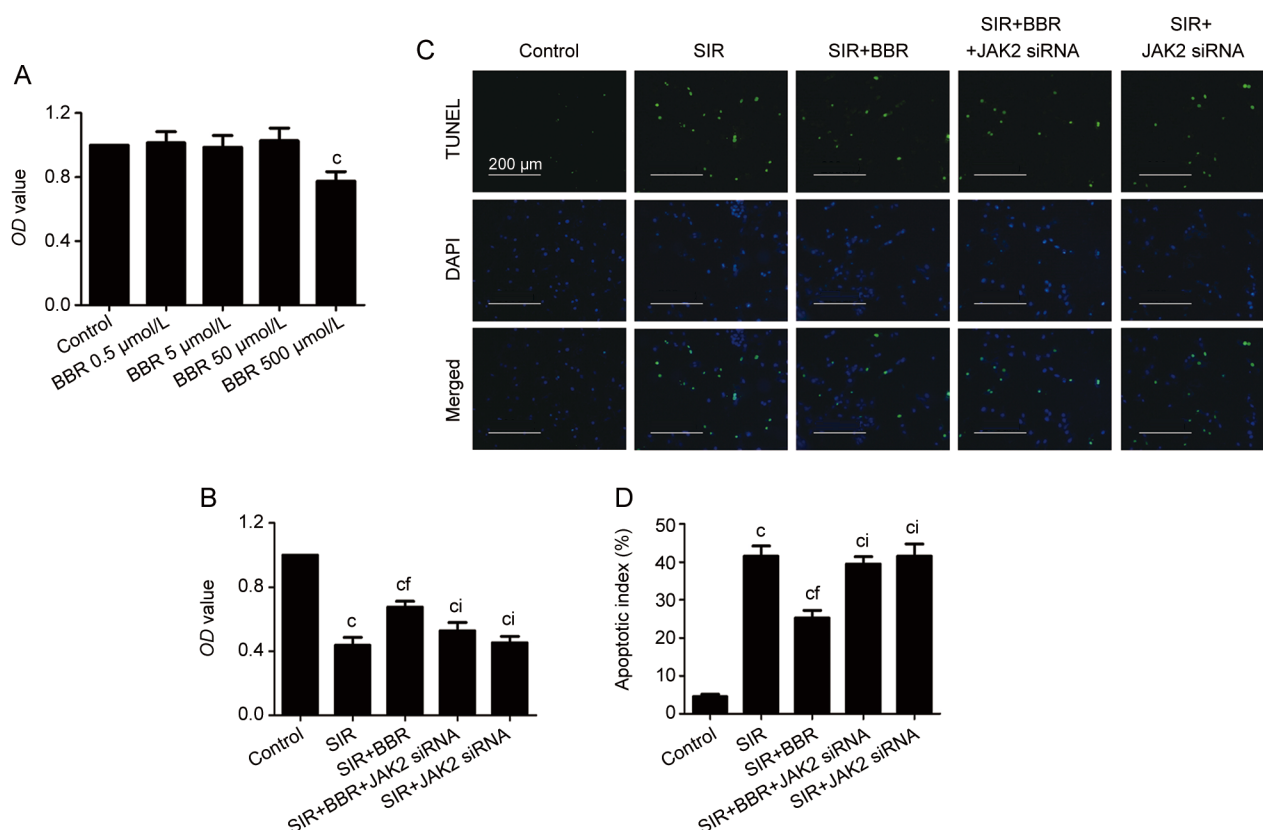 A
OD value
1.2
0.8
0.4
0.0
c
Control
BBR 0.5 μmol/L
BBR 5 μmol/L
BBR 50 μmol/L
BBR 500 μmol/L
C
Control
SIR
SIR+BBR
SIR+BBR
+JAK2 siRNA
SIR+
JAK2 siRNA
TUNEL
200 μm
DAPI
Merged
B
OD value
1.2
0.8
0.4
0.0
c
cf
ci
ci
Control
SIR
SIR+BBR
SIR+BBR+JAK2 siRNA
SIR+JAK2 siRNA
D
Apoptotic index (%)
50
40
30
20
10
0
c
cf
ci
ci
Control
SIR
SIR+BBR
SIR+BBR+JAK2 siRNA
SIR+JAK2 siRNA